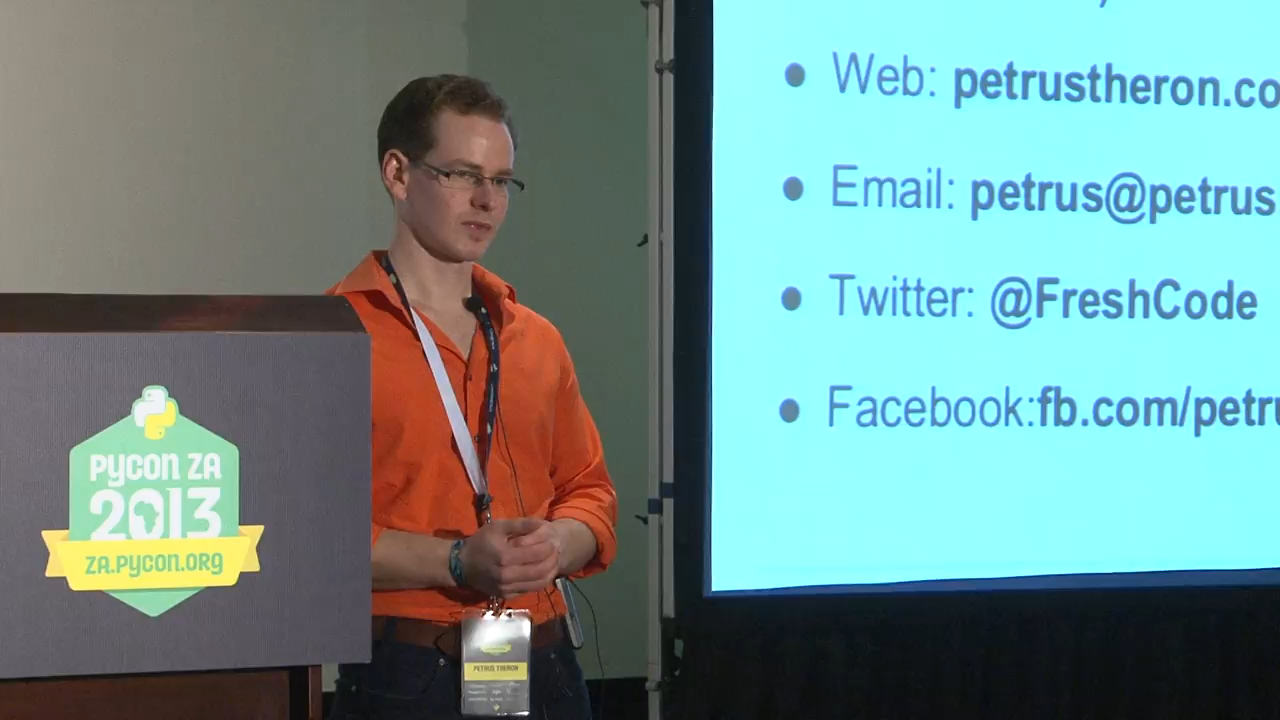 PYCON ZA
2013
ZA.PYCON.ORG
PETRUS THERON
Web: petrustheron.co
Email: petrus@petrus
Twitter: @FreshCode
Facebook:fb.com/petru